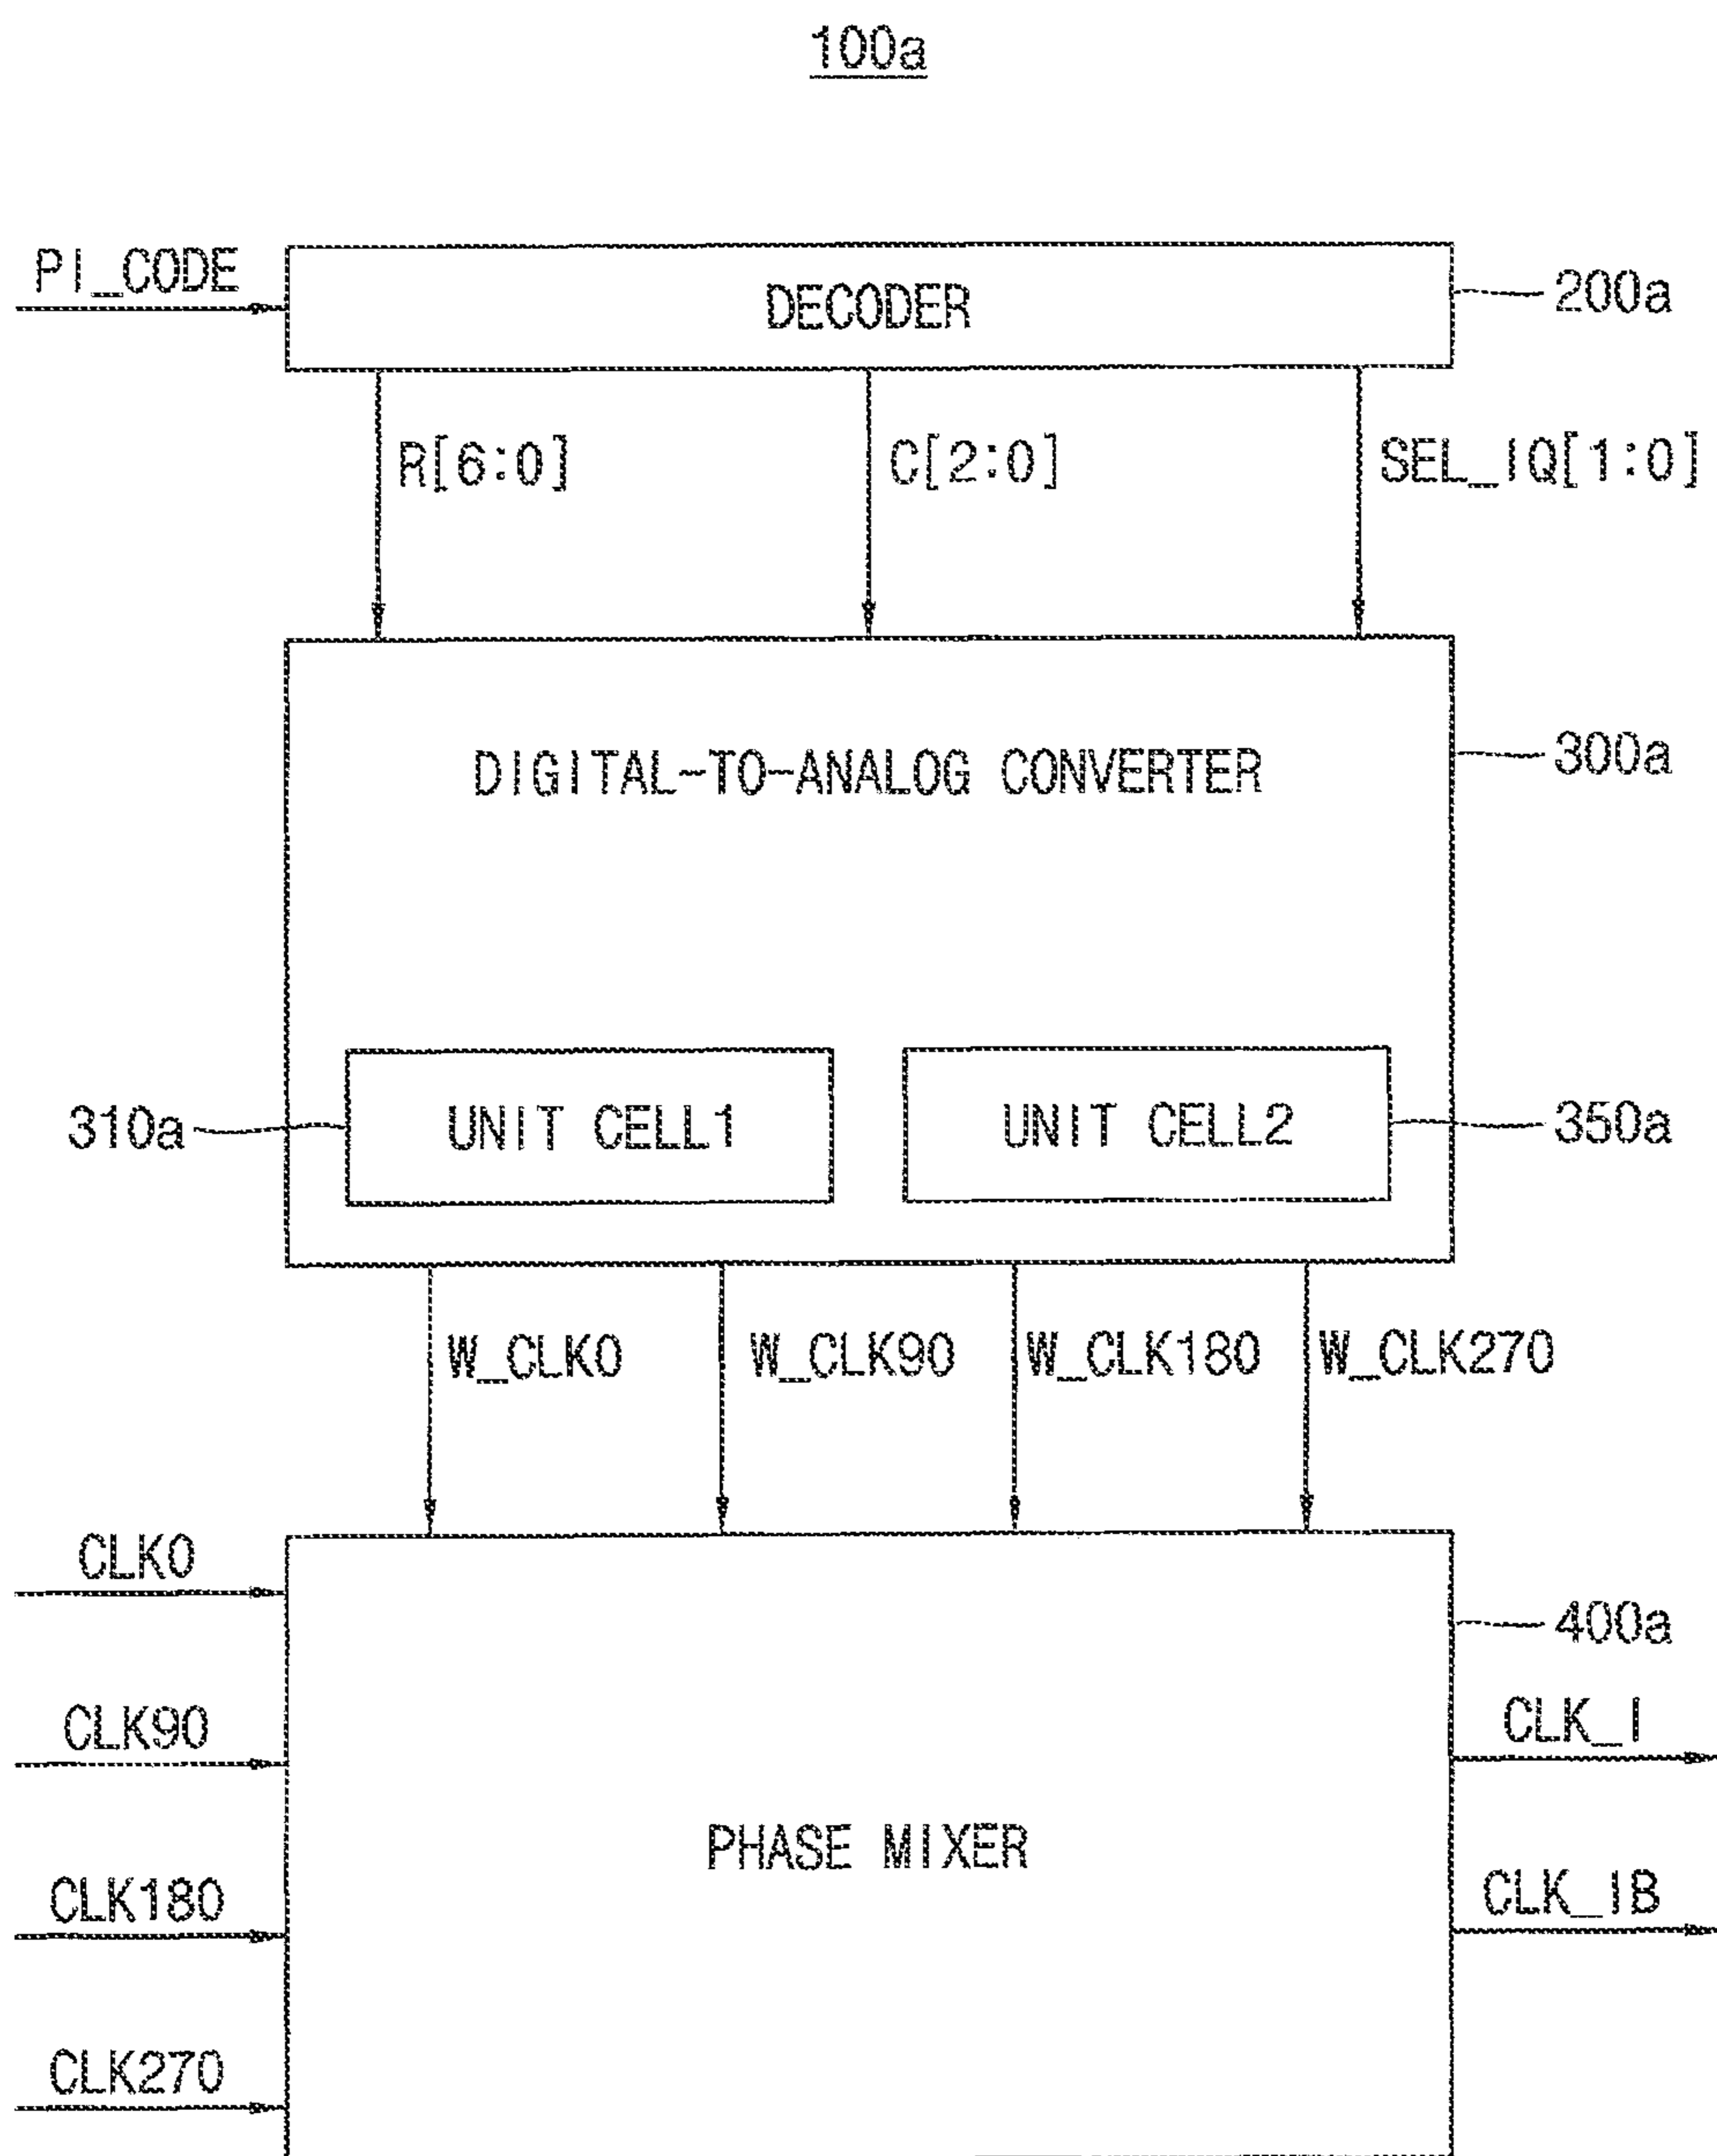 100a
PI_CODE
DECODER
200a
R[6:0]
C[2:0]
SEL_IQ[1:0]
DIGITAL-TO-ANALOG CONVERTER
300a
310a
UNIT CELL1
UNIT CELL2
350a
W_CLK0
W_CLK90
W_CLK180
W_CLK270
CLK0
400a
CLK90
CLK_I
PHASE MIXER
CLK180
CLK_IB
CLK270